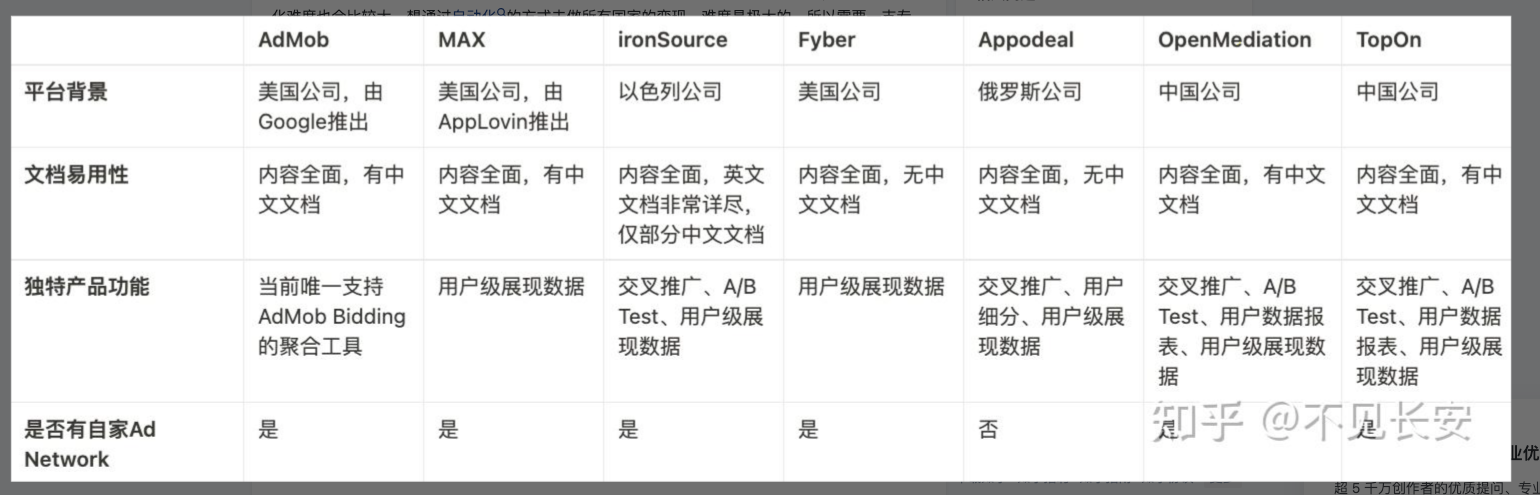 AdMob MAX ironSource Fyber Appodeal OpenMediation TopOn
平台背景 美国公司，由 美国公司，由 以色列公司 美国公司 俄罗斯公司 中国公司 中国公司
Google推出 AppLovin推出
文档易用性 内容全面，有中 内容全面，有中 内容全面，英文 内容全面，无中 内容全面，无中 内容全面，有中文 内容全面，有中
文文档 文文档 文档非常详尽， 文文档 文文档 文档 文文档
仅部分中文文档
独特产品功能 当前唯一支持 用户级展现数据 交叉推广、A/B 用户级展现数据 交叉推广、用户 交叉推广、A/B 交叉推广、A/B
AdMob Bidding Test、用户级展 细分、用户级展 Test、用户数据报 Test、用户数据
的聚合工具 现数据 现数据 表、用户级展现数 报表、用户级展
据 现数据
是否有自家Ad 是 是 是 是 否 是 是
Network
知乎 @不见长安
业优
超 5 千万创作者的优质提问、专业